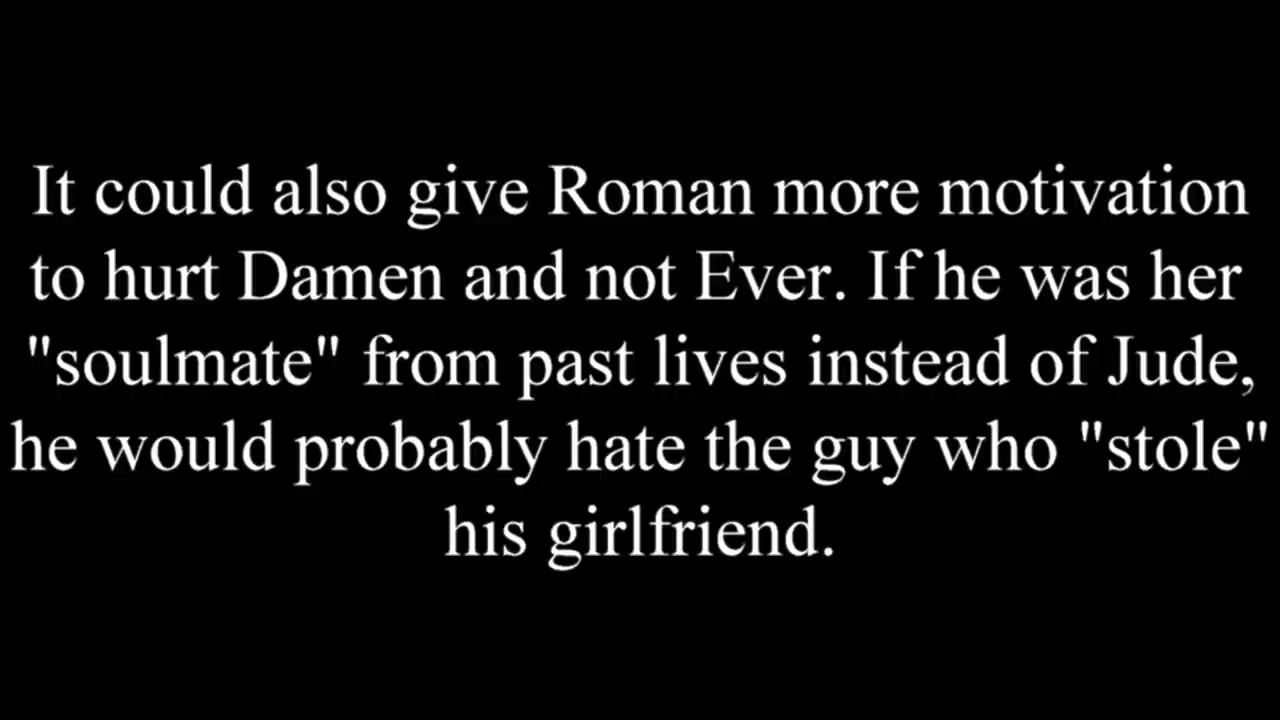 It could also give Roman more motivation
to hurt Damen and not Ever. If he was her
"soulmate" from past lives instead of Jude,
he would probably hate the guy who "stole"
his girlfriend.